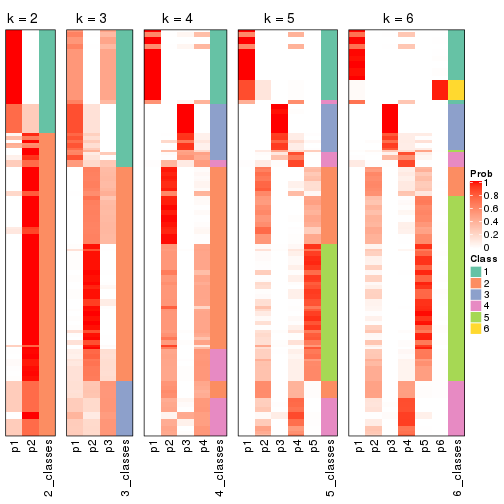 k = 2
k = 3
k = 4
k = 5
k = 6
p1
p2
2_classes
p1
p2
p3
3_classes
p1
p2
p3
p4
4_classes
p1
p2
p3
p4
p5
5_classes
p1
p2
p3
p4
p5
p6
6_classes
Prob
1
0.8
0.6
0.4
0.2
0
Class
1
2
3
4
5
6